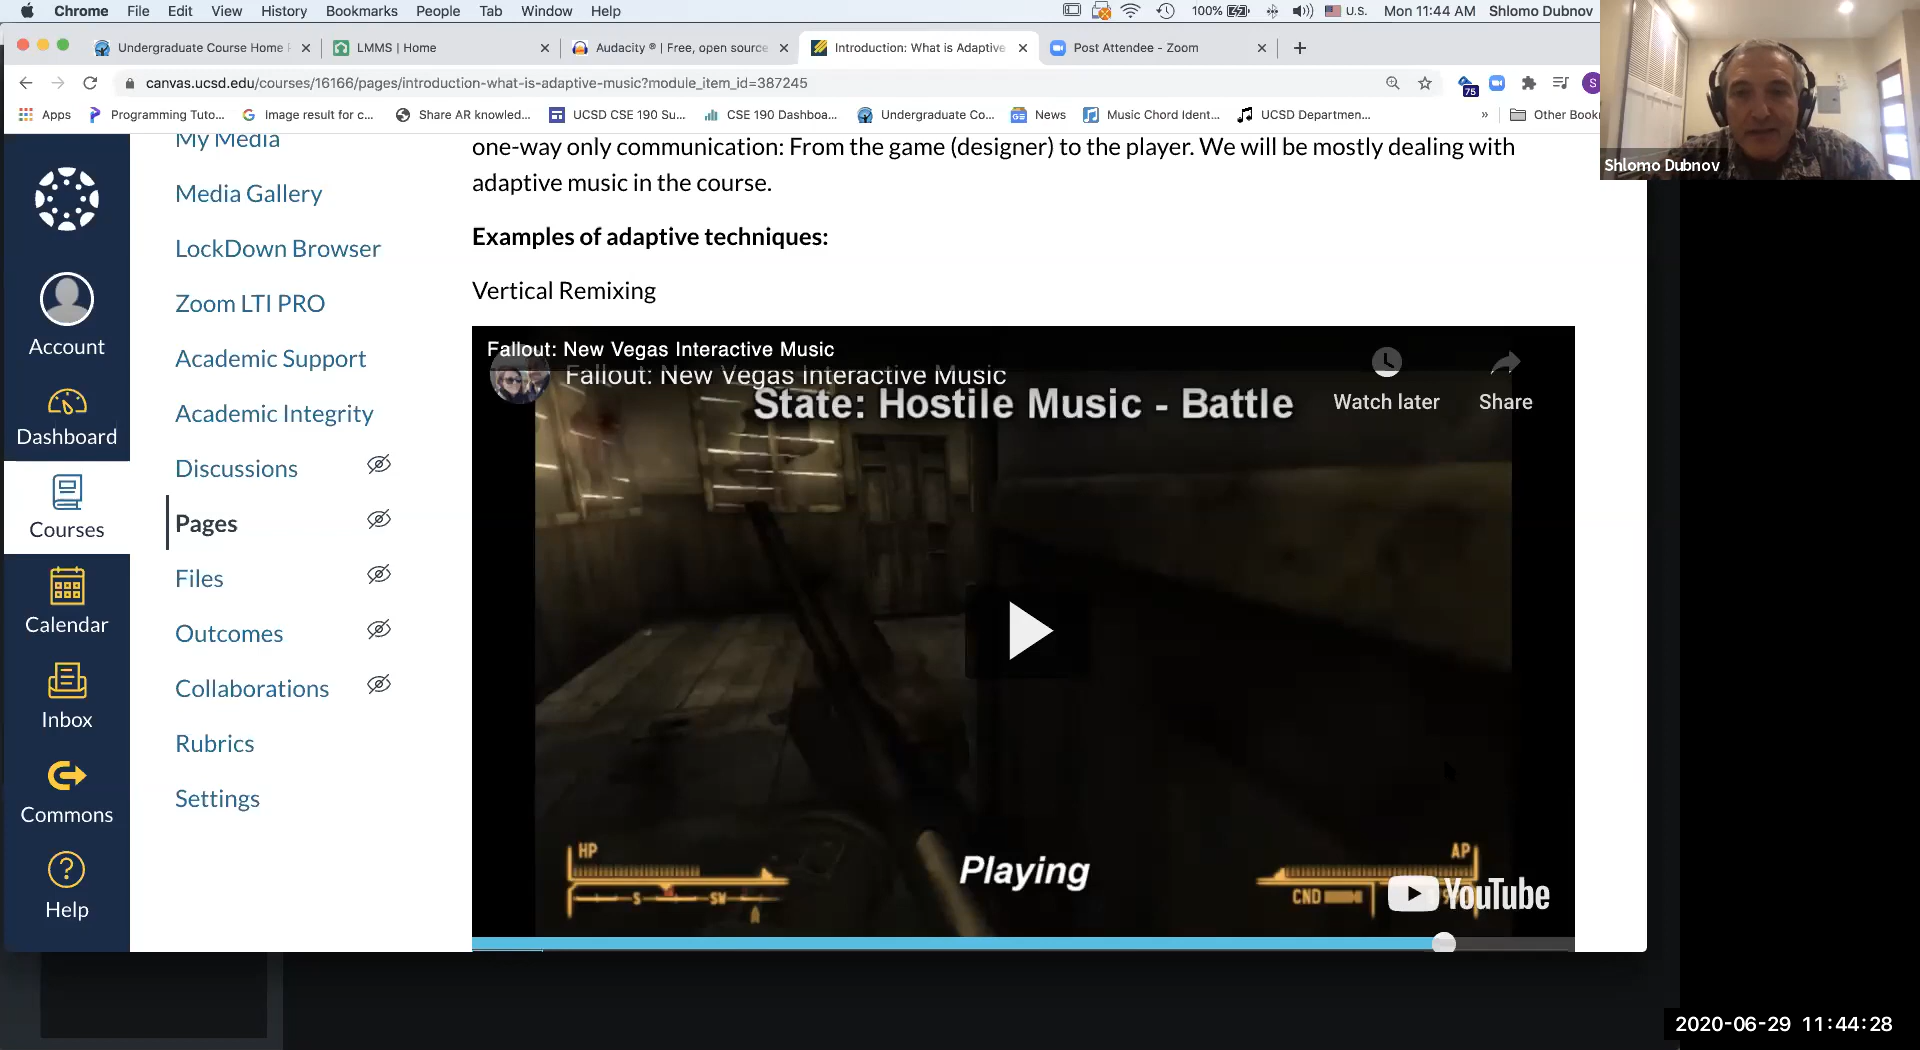 Chrome File Edit View History Bookmarks People Tab Window Help 100% U.S. Mon 11:44 AM Shlomo Dubnov
Undergraduate Course Home LMMS | Home Audacity ® | Free, open source Introduction: What is Adaptive Post Attendee - Zoom
canvas.ucsd.edu/courses/16166/pages/introduction-what-is-adaptive-music?module_item_id=387245 75 S
Apps Programming Tuto... Image result for c... Share AR knowled... UCSD CSE 190 Su... CSE 190 Dashboa... Undergraduate Co... News Music Chord Ident... UCSD Departmen... » Other Book
Shlomo Dubnov
My Media
Media Gallery
LockDown Browser
Zoom LTI PRO
Academic Support
Academic Integrity
Discussions
Pages
Files
Outcomes
Collaborations
Rubrics
Settings
Account
Dashboard
Courses
Calendar
Inbox
Commons
Help
one-way only communication: From the game (designer) to the player. We will be mostly dealing with
adaptive music in the course.
Examples of adaptive techniques:
Vertical Remixing
Fallout: New Vegas Interactive Music
Fallout: New Vegas Interactive Music
State: Hostile Music - Battle
Watch later Share
HP
S SW
Playing
AP
CND
YouTube
2020-06-29 11:44:28